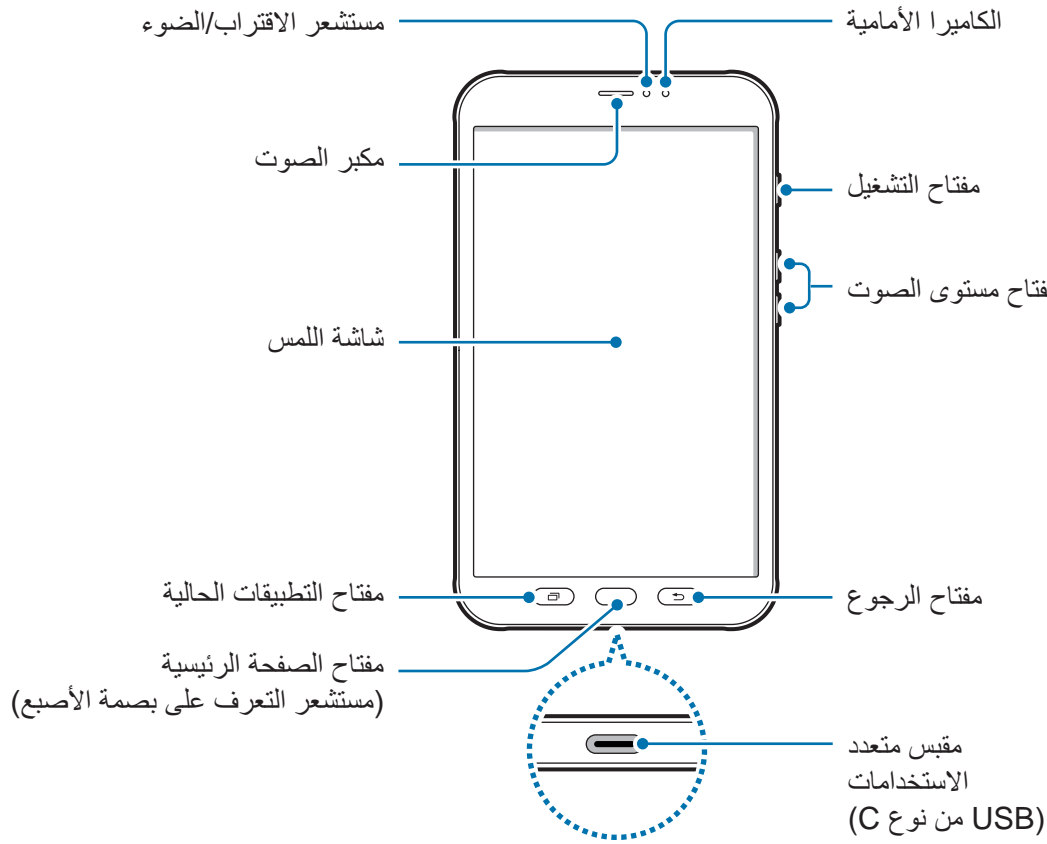 الكاميرا الأمامية
مستشعر الاقتراب/الضوء
مكبر الصوت
مفتاح التشغيل
فتاح مستوى الصوت
شاشة اللمس
مفتاح التطبيقات الحالية
مفتاح الرجوع
مفتاح الصفحة الرئيسية
(مستشعر التعرف على بصمة الأصبع)
مقبس متعدد
الاستخدامات
(USB من نوع C)